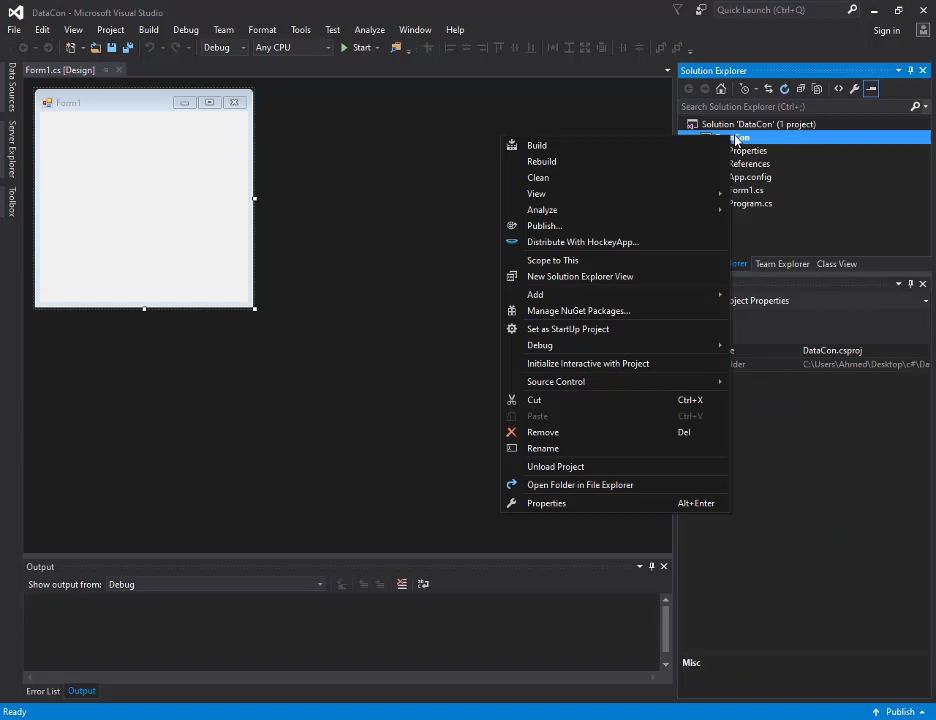 DataCon - Microsoft Visual Studio
Quick Launch (Ctrl+Q)
File Edit View Project Build Debug Team Format Tools Test Analyze Window Help
Sign in
Debug Any CPU Start
Form1.cs [Design]
Data Sources
Server Explorer
Toolbox
Form1
Solution Explorer
Search Solution Explorer (Ctrl+;)
Solution 'DataCon' (1 project)
Properties
References
App.config
Form1.cs
Program.cs
Team Explorer Class View
DataCon.csproj
C:\Users\Ahmed\Desktop\c#\Da
Misc
Build
Rebuild
Clean
View
Analyze
Publish...
Distribute With HockeyApp...
Scope to This
New Solution Explorer View
Add
Manage NuGet Packages...
Set as StartUp Project
Debug
Initialize Interactive with Project
Source Control
Cut Ctrl+X
Paste Ctrl+V
Remove Del
Rename
Unload Project
Open Folder in File Explorer
Properties Alt+Enter
Output
Show output from: Debug
Error List Output
Ready
Publish